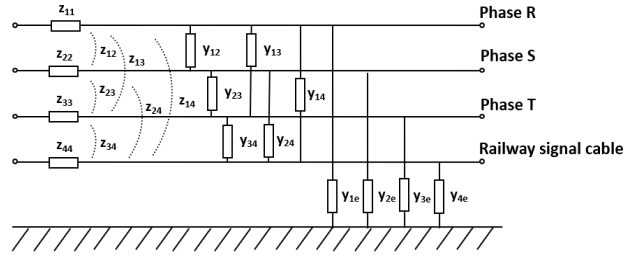 z11
Phase R
z12
z13
y12
y13
z22
Phase S
z23
z24
z14
y23
y14
z33
Phase T
z34
y34
y24
z44
Railway signal cable
y1e
y2e
y3e
y4e